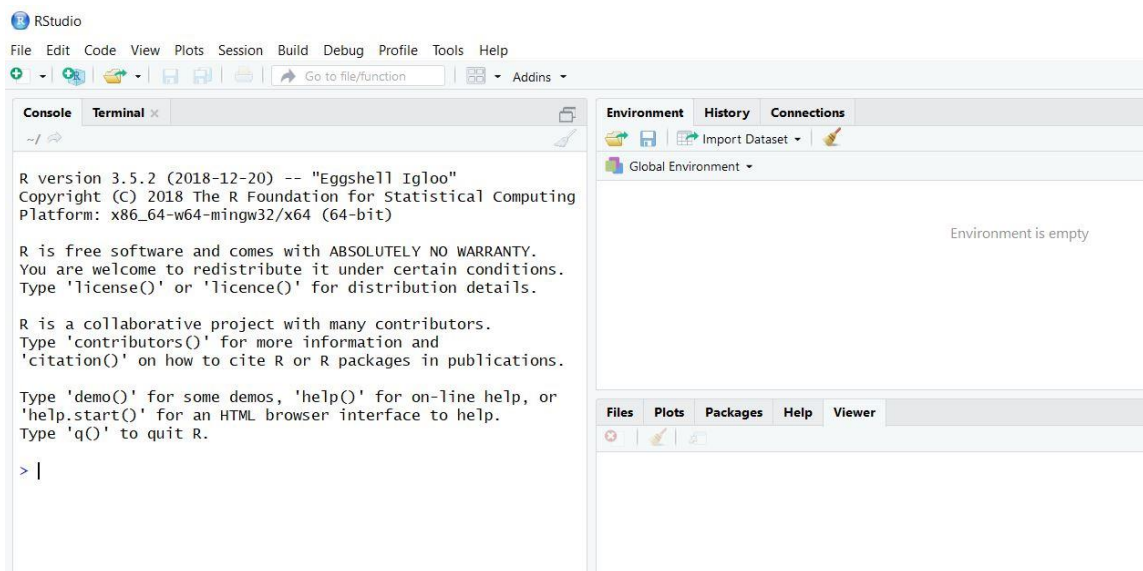 RStudio
File Edit Code View Plots Session Build Debug Profile Tools Help
Go to file/function Addins
Console Terminal
~/
R version 3.5.2 (2018-12-20) -- "Eggshell Igloo"
Copyright (C) 2018 The R Foundation for Statistical Computing
Platform: x86_64-w64-mingw32/x64 (64-bit)
R is free software and comes with ABSOLUTELY NO WARRANTY.
You are welcome to redistribute it under certain conditions.
Type 'license()' or 'licence()' for distribution details.
R is a collaborative project with many contributors.
Type 'contributors()' for more information and
'citation()' on how to cite R or R packages in publications.
Type 'demo()' for some demos, 'help()' for on-line help, or
'help.start()' for an HTML browser interface to help.
Type 'q()' to quit R.
>
Environment History Connections
Import Dataset
Global Environment
Environment is empty
Files Plots Packages Help Viewer